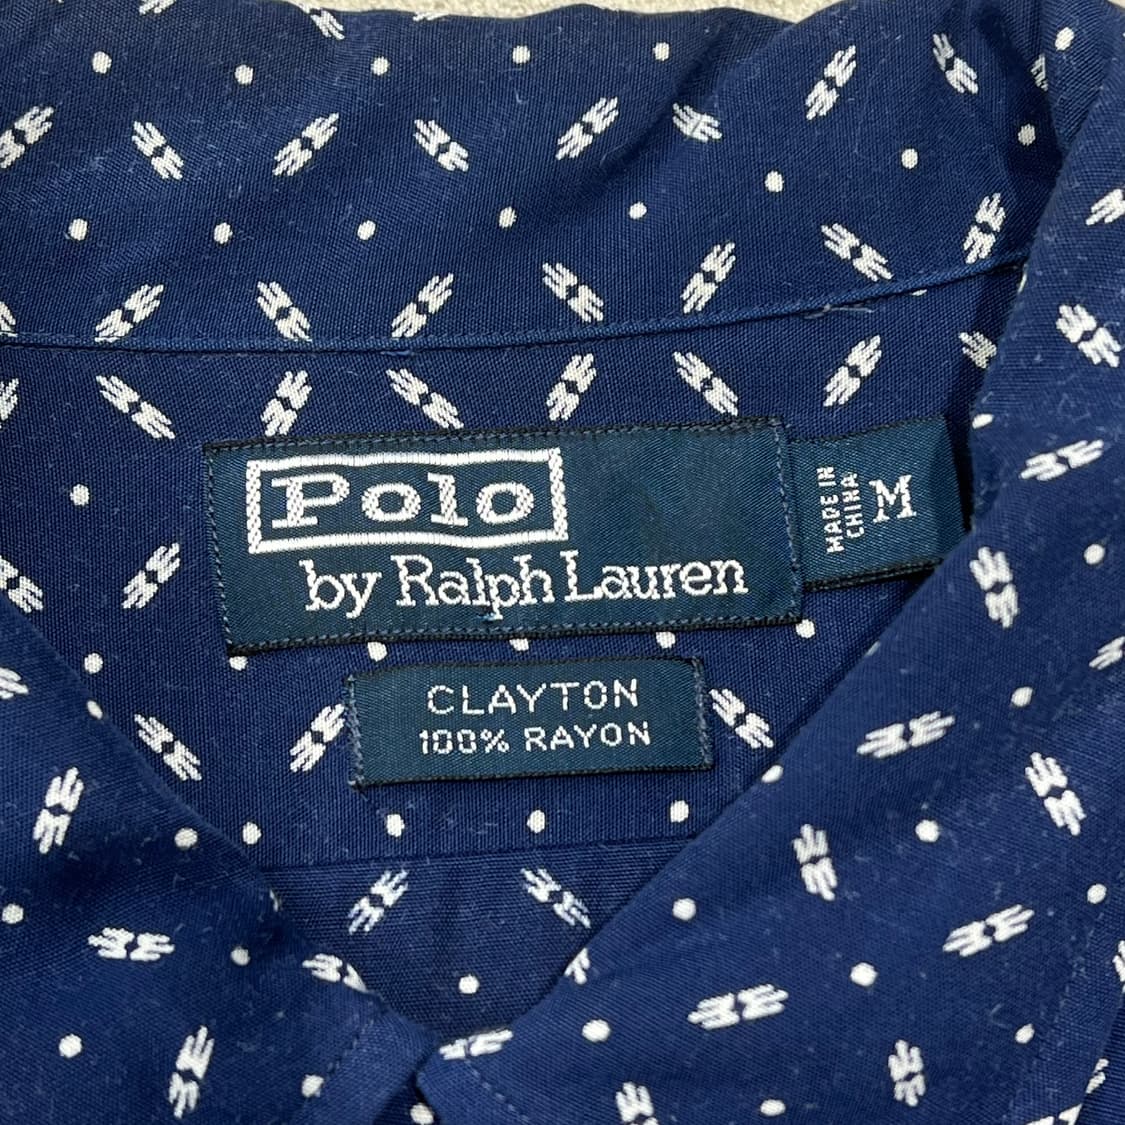 Polo
by Ralph Lauren
MADE IN
CHINA
M
CLAYTON
100% RAYON